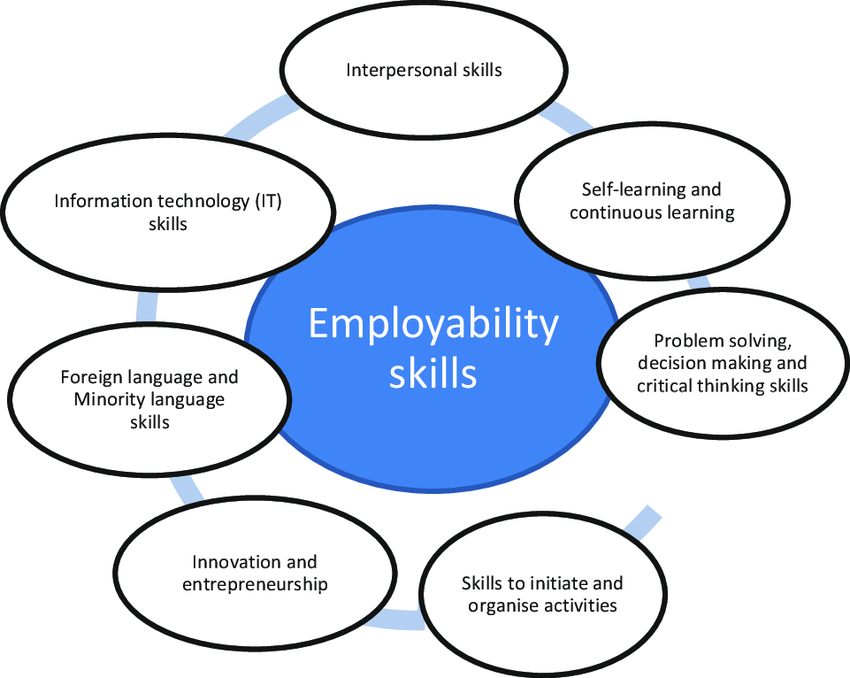 Interpersonal skills
Self-learning and
continuous learning
Problem solving,
decision making and
critical thinking skills
Skills to initiate and
organise activities
Innovation and
entrepreneurship
Foreign language and
Minority language
skills
Information technology (IT)
skills
Employability
skills